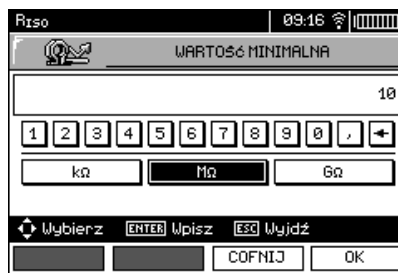 RISO 09:16
WARTOŚĆ MINIMALNA
10
1 2 3 4 5 6 7 8 9 0 ,
kΩ MΩ GΩ
Wybierz ENTER Wpisz ESC Wyjdź
COFNIJ OK